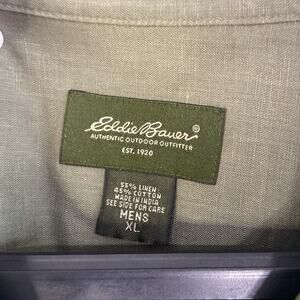 Eddie Bauer®
AUTHENTIC OUTDOOR OUTFITTER
EST. 1920
55% LINEN
45% COTTON
MADE IN INDIA
SEE SIDE FOR CARE
MENS
XL